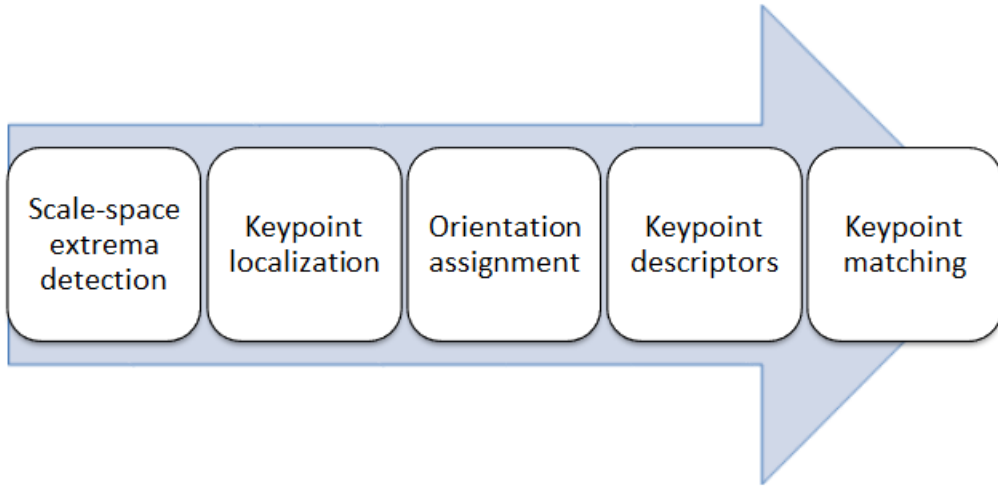 Scale-space
extrema
detection
Keypoint
localization
Orientation
assignment
Keypoint
descriptors
Keypoint
matching